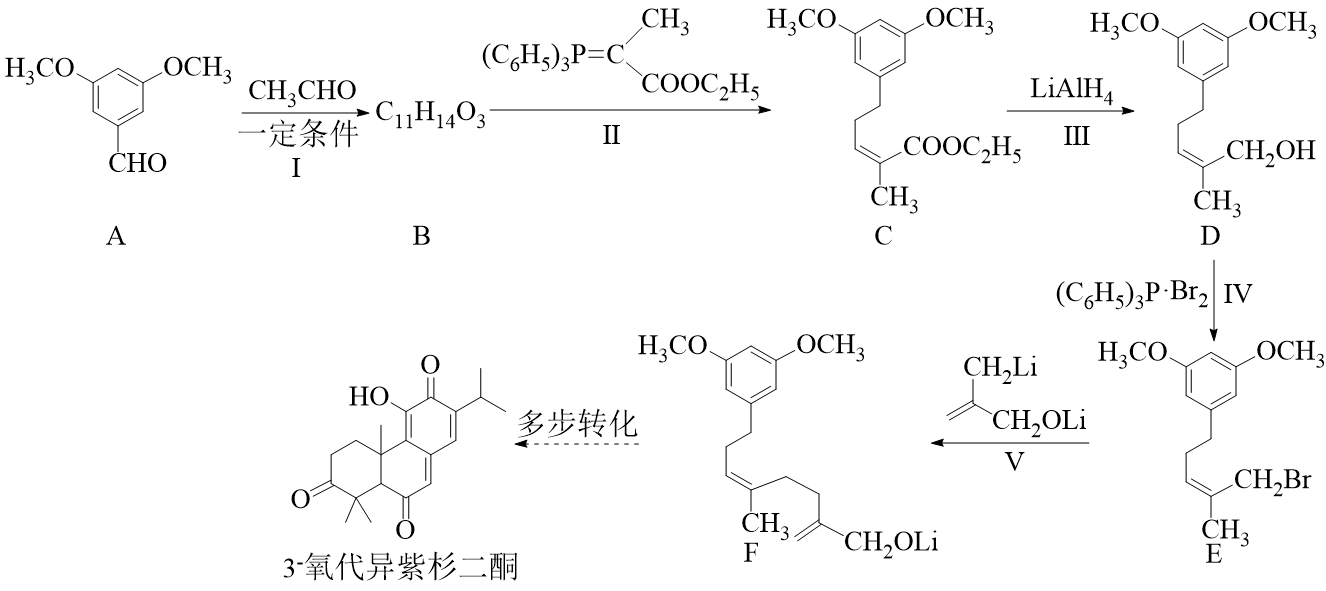 H₃CO OCH₃
CHO
A
CH₃CHO
一定条件
I
C₁₁H₁₄O₃
B
(C₆H₅)₃P=C
CH₃
COOC₂H₅
II
H₃CO OCH₃
COOC₂H₅
CH₃
C
LiAlH₄
III
H₃CO OCH₃
CH₂OH
CH₃
D
(C₆H₅)₃P·Br₂ IV
H₃CO OCH₃
CH₂Br
CH₃
E
CH₂Li
CH₂OLi
V
H₃CO OCH₃
CH₃
CH₂OLi
F
多步转化
O
HO
O
O
3-氧代异紫杉二酮